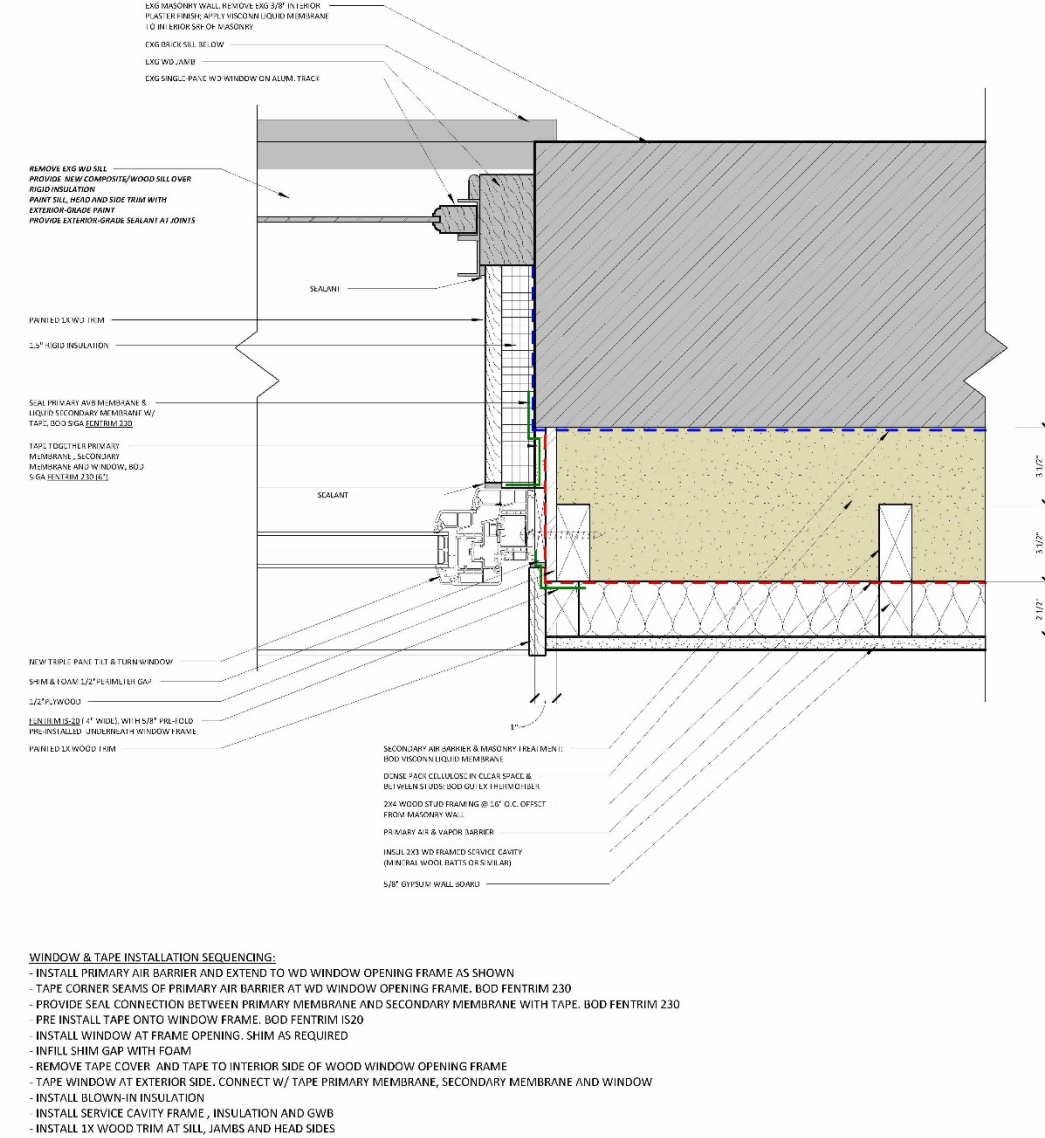 EXG MASONRY WALL. REMOVE EXG 3/8" INTERIOR
PLASTER FINISH; APPLY VISCONN LIQUID MEMBRANE
TO INTERIOR SRF OF MASONRY
EXG BRICK SILL BELOW
EXG WD JAMB
EXG SINGLE-PANE WD WINDOW ON ALUM. TRACK
REMOVE EXG WD SILL
PROVIDE NEW COMPOSITE/WOOD SILL OVER
RIGID INSULATION
PAINT SILL, HEAD AND SIDE TRIM WITH
EXTERIOR-GRADE PAINT
PROVIDE EXTERIOR-GRADE SEALANT AT JOINTS
SEALANT
PAINTED 1X WD TRIM
1.5" RIGID INSULATION
SEAL PRIMARY AVB MEMBRANE &
LIQUID SECONDARY MEMBRANE W/
TAPE, BOD SIGA FENTRIM 230
TAPE TOGETHER PRIMARY
MEMBRANE , SECONDARY
MEMBRANE AND WINDOW, BOD
SIGA FENTRIM 230 (6")
SEALANT
3 1/2"
3 1/2"
2 1/2"
NEW TRIPLE PANE TILT & TURN WINDOW
SHIM & FOAM 1/2" PERIMETER GAP
1/2" PLYWOOD
FENTRIM IS-20 ( 4" WIDE), WITH 5/8" PRE-FOLD
PRE-INSTALLED UNDERNEATH WINDOW FRAME
PAINTED 1X WOOD TRIM
1"
SECONDARY AIR BARRIER & MASONRY TREATMENT:
BOD VISCONN LIQUID MEMBRANE
DENSE PACK CELLULOSE IN CLEAR SPACE &
BETWEEN STUDS; BOD GUTEX THERMOFIBER
2X4 WOOD STUD FRAMING @ 16" O.C. OFFSET
FROM MASONRY WALL
PRIMARY AIR & VAPOR BARRIER
INSUL 2X3 WD FRAMED SERVICE CAVITY
(MINERAL WOOL BATTS OR SIMILAR)
5/8" GYPSUM WALL BOARD
WINDOW & TAPE INSTALLATION SEQUENCING:
- INSTALL PRIMARY AIR BARRIER AND EXTEND TO WD WINDOW OPENING FRAME AS SHOWN
- TAPE CORNER SEAMS OF PRIMARY AIR BARRIER AT WD WINDOW OPENING FRAME. BOD FENTRIM 230
- PROVIDE SEAL CONNECTION BETWEEN PRIMARY MEMBRANE AND SECONDARY MEMBRANE WITH TAPE. BOD FENTRIM 230
- PRE INSTALL TAPE ONTO WINDOW FRAME. BOD FENTRIM IS20
- INSTALL WINDOW AT FRAME OPENING. SHIM AS REQUIRED
- INFILL SHIM GAP WITH FOAM
- REMOVE TAPE COVER AND TAPE TO INTERIOR SIDE OF WOOD WINDOW OPENING FRAME
- TAPE WINDOW AT EXTERIOR SIDE. CONNECT W/ TAPE PRIMARY MEMBRANE, SECONDARY MEMBRANE AND WINDOW
- INSTALL BLOWN-IN INSULATION
- INSTALL SERVICE CAVITY FRAME , INSULATION AND GWB
- INSTALL 1X WOOD TRIM AT SILL, JAMBS AND HEAD SIDES